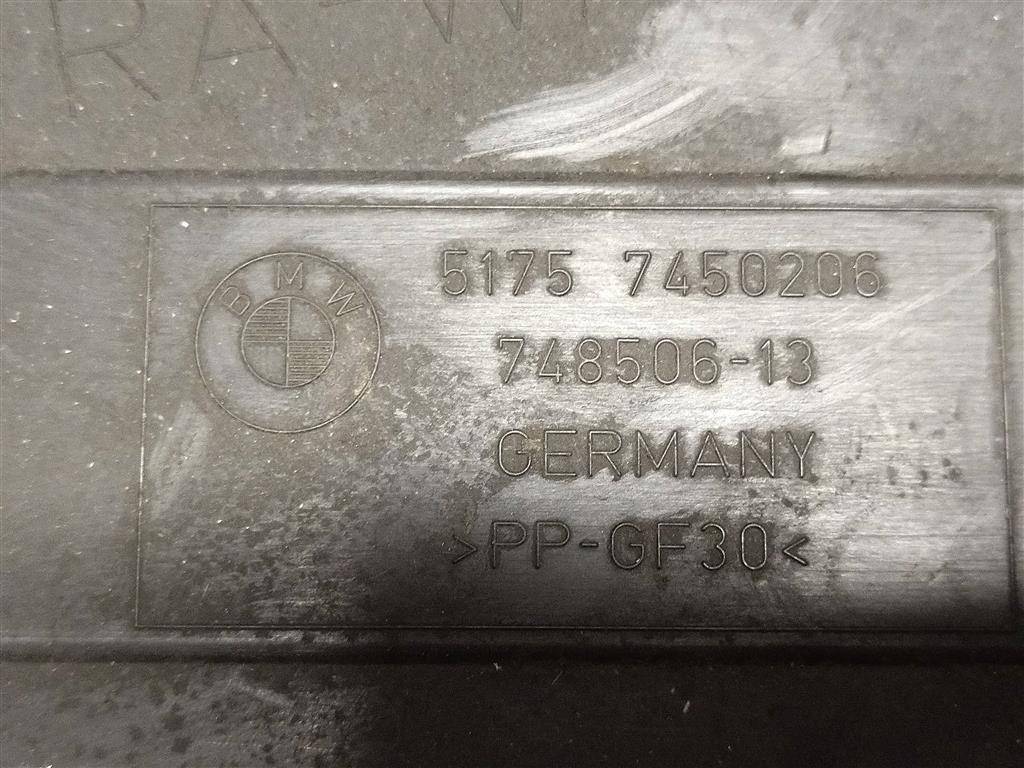 BMW
5175 7450206
748506-13
GERMANY
>PP-GF30<